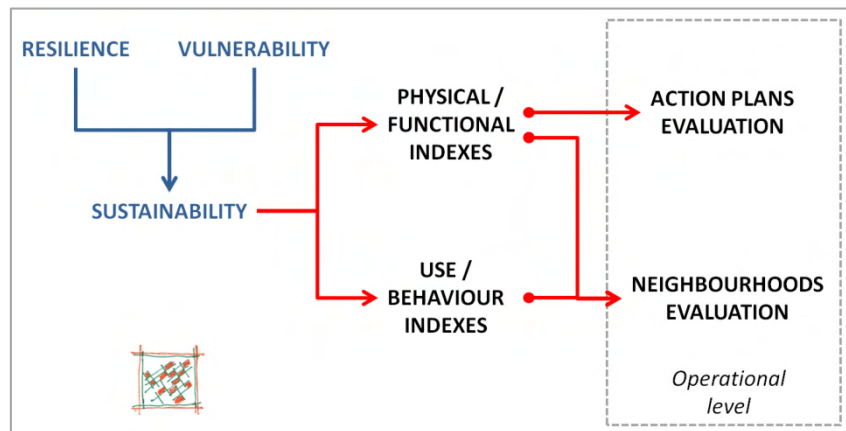 RESILIENCE
VULNERABILITY
SUSTAINABILITY
PHYSICAL /
FUNCTIONAL
INDEXES
USE /
BEHAVIOUR
INDEXES
ACTION PLANS
EVALUATION
NEIGHBOURHOODS
EVALUATION
Operational
level